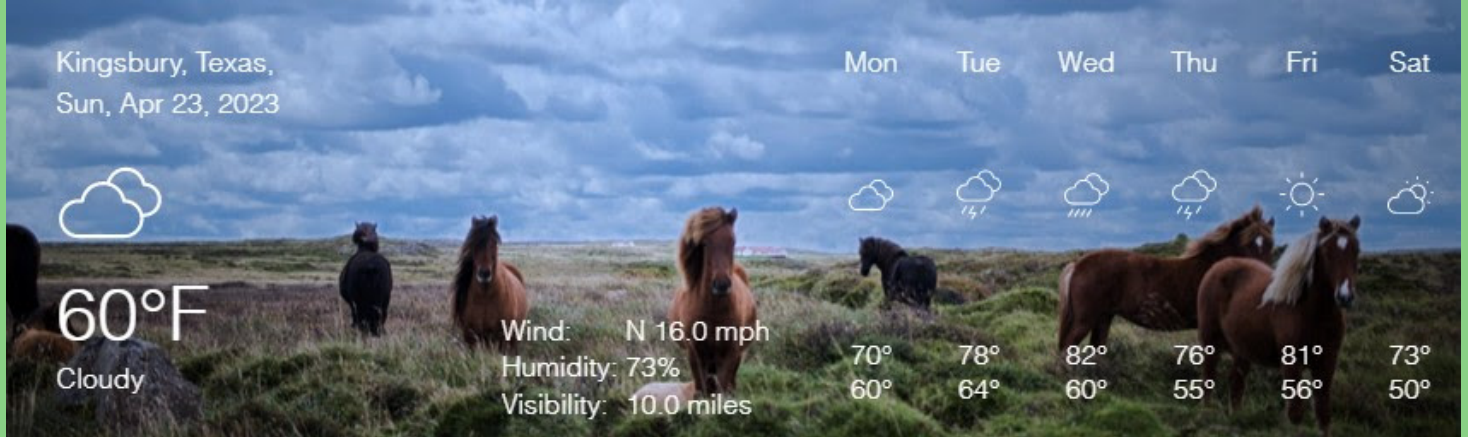 Kingsbury, Texas,
Sun, Apr 23, 2023
60°F
Cloudy
Wind: N 16.0 mph
Humidity: 73%
Visibility: 10.0 miles
Mon Tue Wed Thu Fri Sat
70° 78° 82° 76° 81° 73°
60° 64° 60° 55° 56° 50°